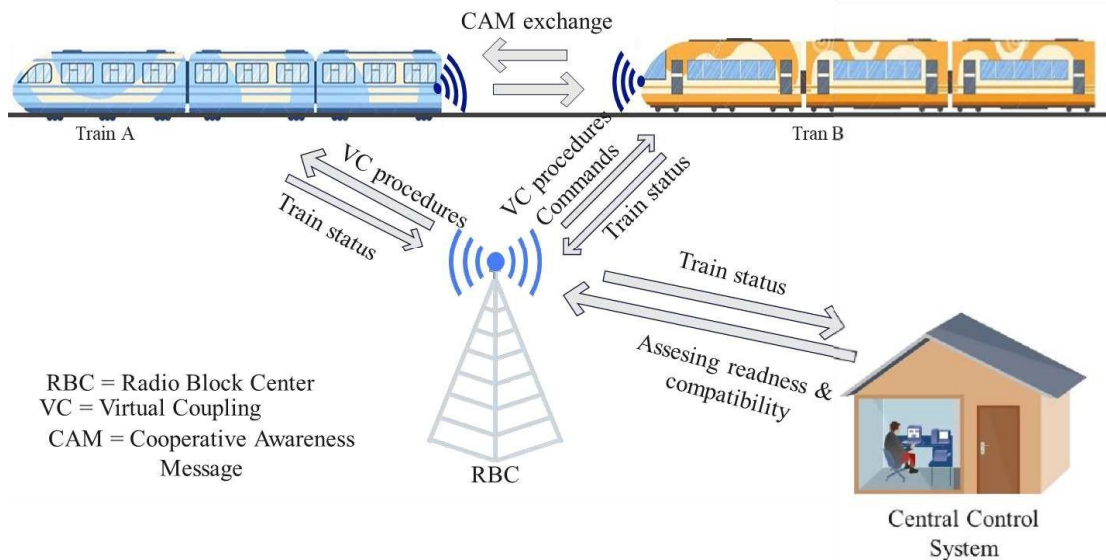 CAM exchange
Train A
Tran B
VC procedures
Train status
VC procedures
Commands
Train status
Train status
Assesing readness &
compatibility
RBC = Radio Block Center
VC = Virtual Coupling
CAM = Cooperative Awareness
Message
RBC
Central Control
System